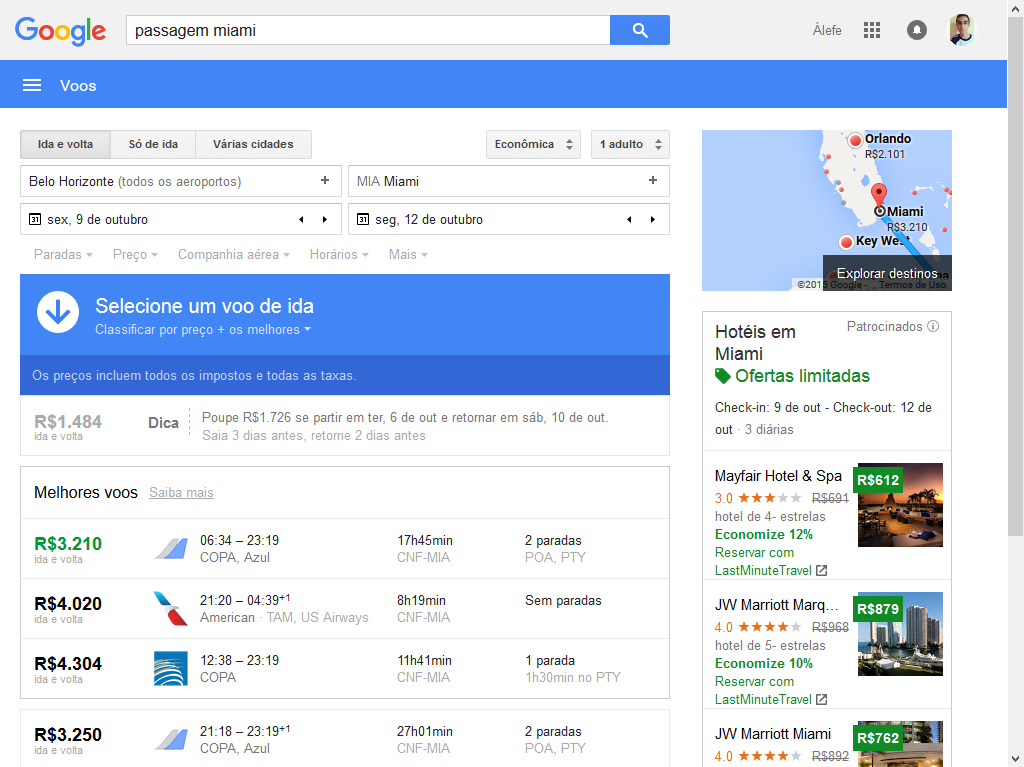 Google
passagem miami
Álefe
Voos
Ida e volta
Só de ida
Várias cidades
Econômica
1 adulto
Belo Horizonte (todos os aeroportos) +
MIA Miami +
31 sex, 9 de outubro
31 seg, 12 de outubro
Paradas
Preço
Companhia aérea
Horários
Mais
Selecione um voo de ida
Classificar por preço + os melhores
Os preços incluem todos os impostos e todas as taxas.
R$1.484
ida e volta
Dica
Poupe R$1.726 se partir em ter, 6 de out e retornar em sáb, 10 de out.
Saia 3 dias antes, retorne 2 dias antes
Melhores voos Saiba mais
R$3.210
ida e volta
06:34 – 23:19
COPA, Azul
17h45min
CNF-MIA
2 paradas
POA, PTY
R$4.020
ida e volta
21:20 – 04:39+1
American · TAM, US Airways
8h19min
CNF-MIA
Sem paradas
R$4.304
ida e volta
12:38 – 23:19
COPA
11h41min
CNF-MIA
1 parada
1h30min no PTY
R$3.250
ida e volta
21:18 – 23:19+1
COPA, Azul
27h01min
CNF-MIA
2 paradas
POA, PTY
Orlando
R$2.101
Miami
R$3.210
Key West
Explorar destinos
©2015 Google - Termos de Uso
Hotéis em
Miami
Patrocinados
Ofertas limitadas
Check-in: 9 de out - Check-out: 12 de
out · 3 diárias
Mayfair Hotel & Spa
R$612
3.0 R$691
hotel de 4- estrelas
Economize 12%
Reservar com
LastMinuteTravel
JW Marriott Marq...
R$879
4.0 R$968
hotel de 5- estrelas
Economize 10%
Reservar com
LastMinuteTravel
JW Marriott Miami
R$762
4.0 R$892